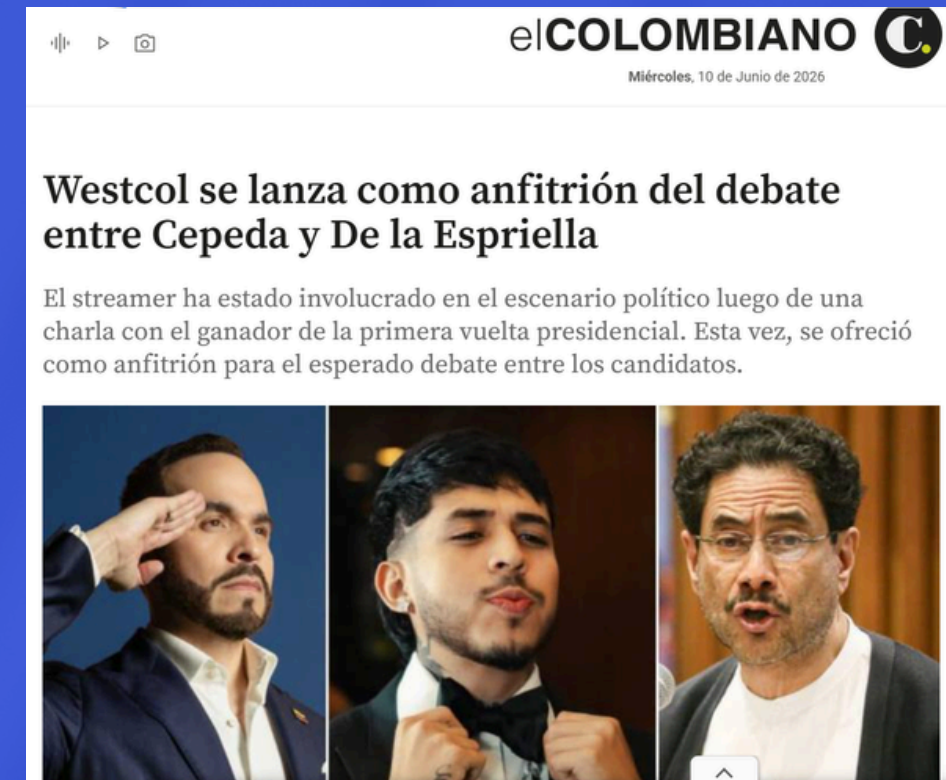 elCOLOMBIANO C.
Miércoles, 10 de Junio de 2026
Westcol se lanza como anfitrión del debate
entre Cepeda y De la Espriella
El streamer ha estado involucrado en el escenario político luego de una
charla con el ganador de la primera vuelta presidencial. Esta vez, se ofreció
como anfitrión para el esperado debate entre los candidatos.